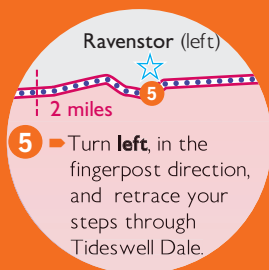 Ravenstor (left)
5
2 miles
5 Turn left, in the
fingerpost direction,
and retrace your
steps through
Tideswell Dale.